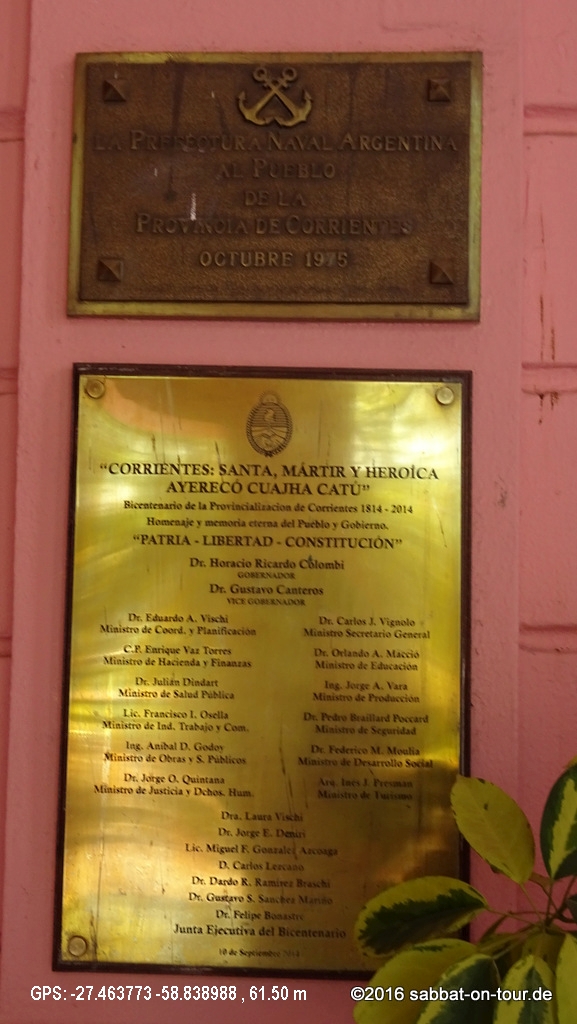 LA PREFECTURA NAVAL ARGENTINA
AL PUEBLO
DE LA
PROVINCIA DE CORRIENTES
OCTUBRE 1975
"CORRIENTES: SANTA, MÁRTIR Y HEROÍCA
AYERECÓ CUAJHA CATÚ"
Bicentenario de la Provincialización de Corrientes 1814 - 2014
Homenaje y memoria eterna del Pueblo y Gobierno.
"PATRIA - LIBERTAD - CONSTITUCIÓN"
Dr. Horacio Ricardo Colombi
GOBERNADOR
Dr. Gustavo Canteros
VICE GOBERNADOR
Dr. Eduardo A. Vischi
Ministro de Coord. y Planificación
C.P. Enrique Vaz Torres
Ministro de Hacienda y Finanzas
Dr. Julián Dindart
Ministro de Salud Pública
Lic. Francisco I. Osella
Ministro de Ind. Trabajo y Com.
Ing. Aníbal D. Godoy
Ministro de Obras y S. Públicos
Dr. Jorge O. Quintana
Ministro de Justicia y Dchos. Hum.
Dr. Carlos J. Vignolo
Ministro Secretario General
Dr. Orlando A. Macció
Ministro de Educación
Ing. Jorge A. Vara
Ministro de Producción
Dr. Pedro Braillard Poccard
Ministro de Seguridad
Dr. Federico M. Moulia
Ministro de Desarrollo Social
Arq. Inés J. Presman
Ministro de Turismo
Dra. Laura Vischi
Dr. Jorge E. Deniri
Lic. Miguel F. Gonzalez Azcoaga
D. Carlos Lezcano
Dr. Dardo R. Ramirez Braschi
Dr. Gustavo S. Sanchez Mariño
Dr. Felipe Bonastre
Junta Ejecutiva del Bicentenario
10 de Septiembre 2014
GPS: -27.463773 -58.838988 , 61.50 m
©2016 sabbat-on-tour.de